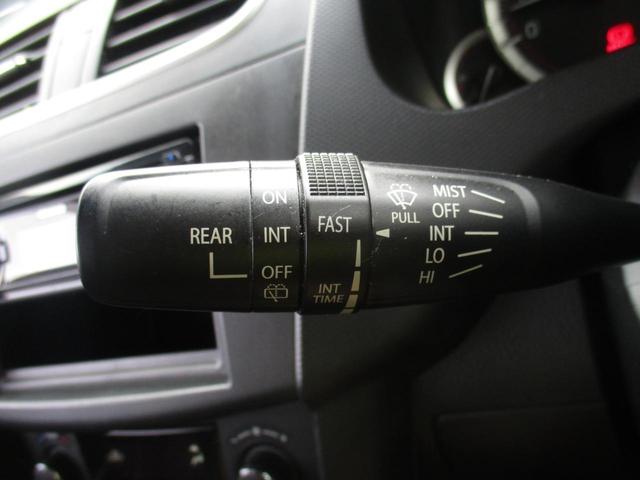 REAR
ON
INT
OFF
FAST
INT
TIME
PULL
MIST
OFF
INT
LO
HI